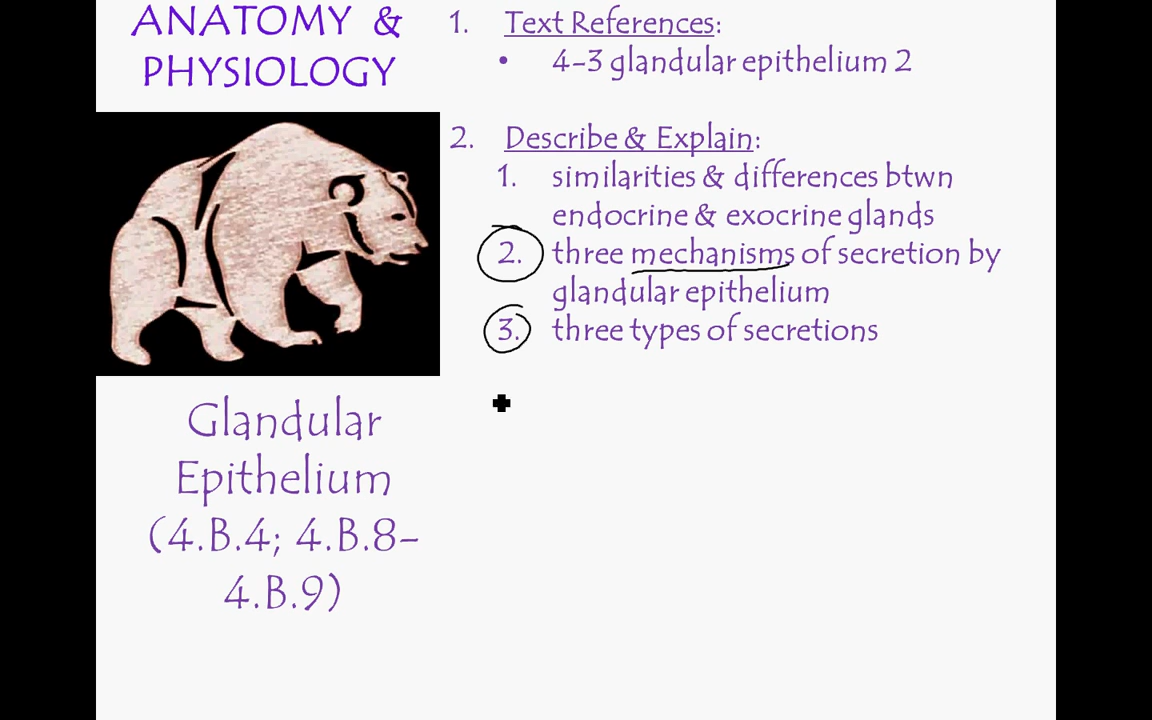 ANATOMY &
PHYSIOLOGY
Glandular
Epithelium
(4.B.4; 4.B.8-
4.B.9)
1. Text References:
• 4-3 glandular epithelium 2
2. Describe & Explain:
1. similarities & differences btwn
endocrine & exocrine glands
2. three mechanisms of secretion by
glandular epithelium
3. three types of secretions